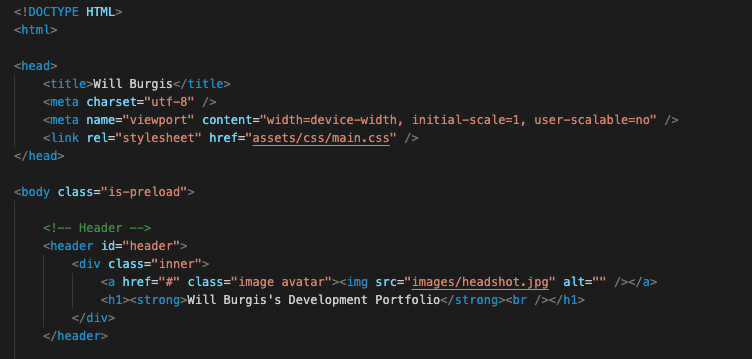 <!DOCTYPE HTML>
<html>
<head>
<title>Will Burgis</title>
<meta charset="utf-8" />
<meta name="viewport" content="width=device-width, initial-scale=1, user-scalable=no" />
<link rel="stylesheet" href="assets/css/main.css" />
</head>
<body class="is-preload">
<!-- Header -->
<header id="header">
<div class="inner">
<a href="#" class="image avatar"><img src="images/headshot.jpg" alt="" /></a>
<h1><strong>Will Burgis's Development Portfolio</strong><br /></h1>
</div>
</header>